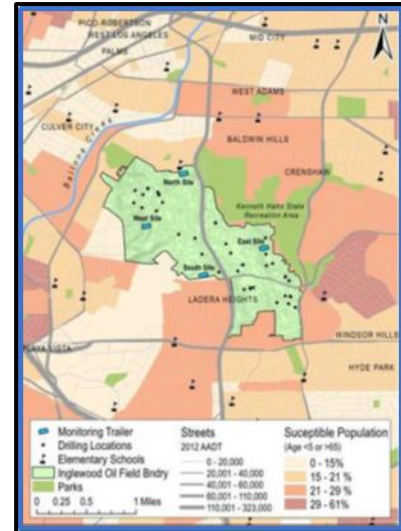 PICO-ROBERTSON
WEST LOS ANGELES
PALMS
MID CITY
N
WEST ADAMS
CULVER CITY
Ballona Creek
BALDWIN HILLS
CRENSHAW
North Site
Kenneth Hahn State
Recreation Area
West Site
East Site
South Site
LADERA HEIGHTS
WINDSOR HILLS
PLAYA VISTA
HYDE PARK
Monitoring Trailer
Drilling Locations
Elementary Schools
Inglewood Oil Field Bndry
Parks
0 0.25 0.5 1 Miles
Streets
2012 AADT
0 - 20,000
20,001 - 40,000
40,001 - 60,000
60,001 - 110,000
110,001 - 323,000
Suceptible Population
(Age <5 or >65)
0 - 15%
15 - 21 %
21 - 29 %
29 - 61%